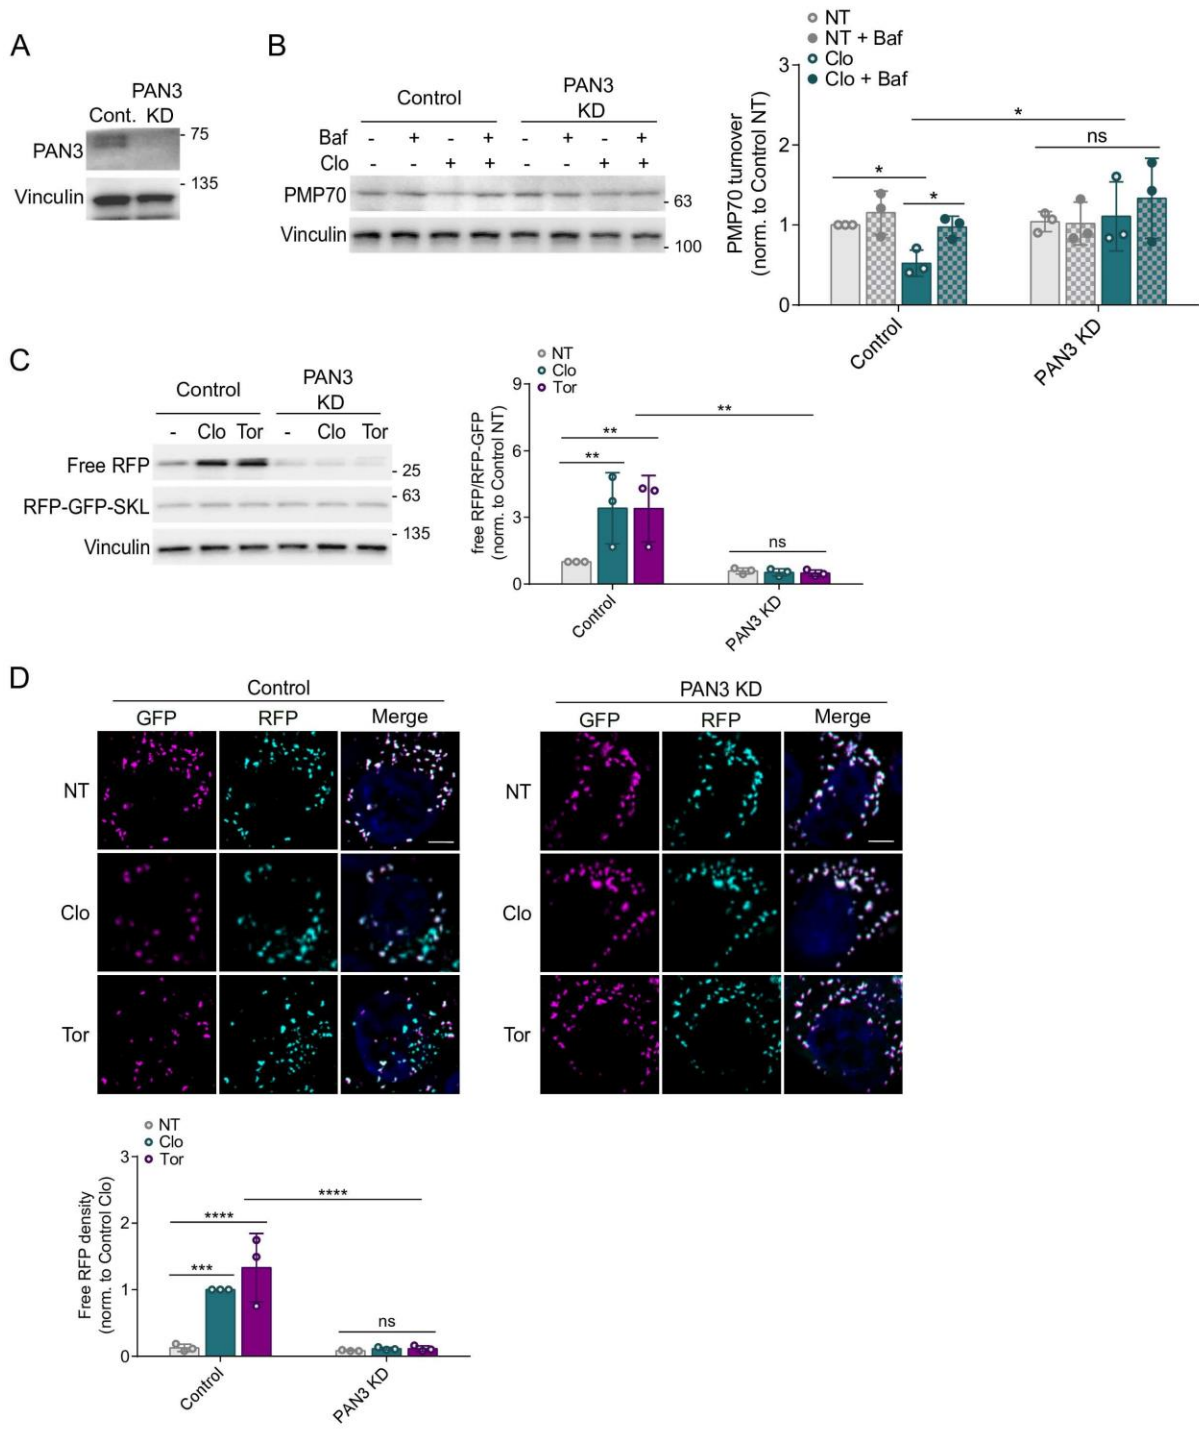 A
PAN3
Cont. KD
PAN3
- 75
Vinculin
- 135
B
Control
PAN3
KD
Baf - + - + - + - +
Clo - - + + - - + +
PMP70
- 63
Vinculin
- 100
NT
NT + Baf
Clo
Clo + Baf
PMP70 turnover
(norm. to Control NT)
3
2
1
0
*
*
*
ns
Control
PAN3 KD
C
Control
PAN3
KD
- Clo Tor - Clo Tor
Free RFP
- 25
RFP-GFP-SKL
- 63
Vinculin
- 135
NT
Clo
Tor
free RFP/RFP-GFP
(norm. to Control NT)
9
6
3
0
**
**
**
ns
Control
PAN3 KD
D
Control
GFP RFP Merge
NT
Clo
Tor
PAN3 KD
GFP RFP Merge
NT
Clo
Tor
NT
Clo
Tor
Free RFP density
(norm. to Control Clo)
3
2
1
0
****
****
***
ns
Control
PAN3 KD